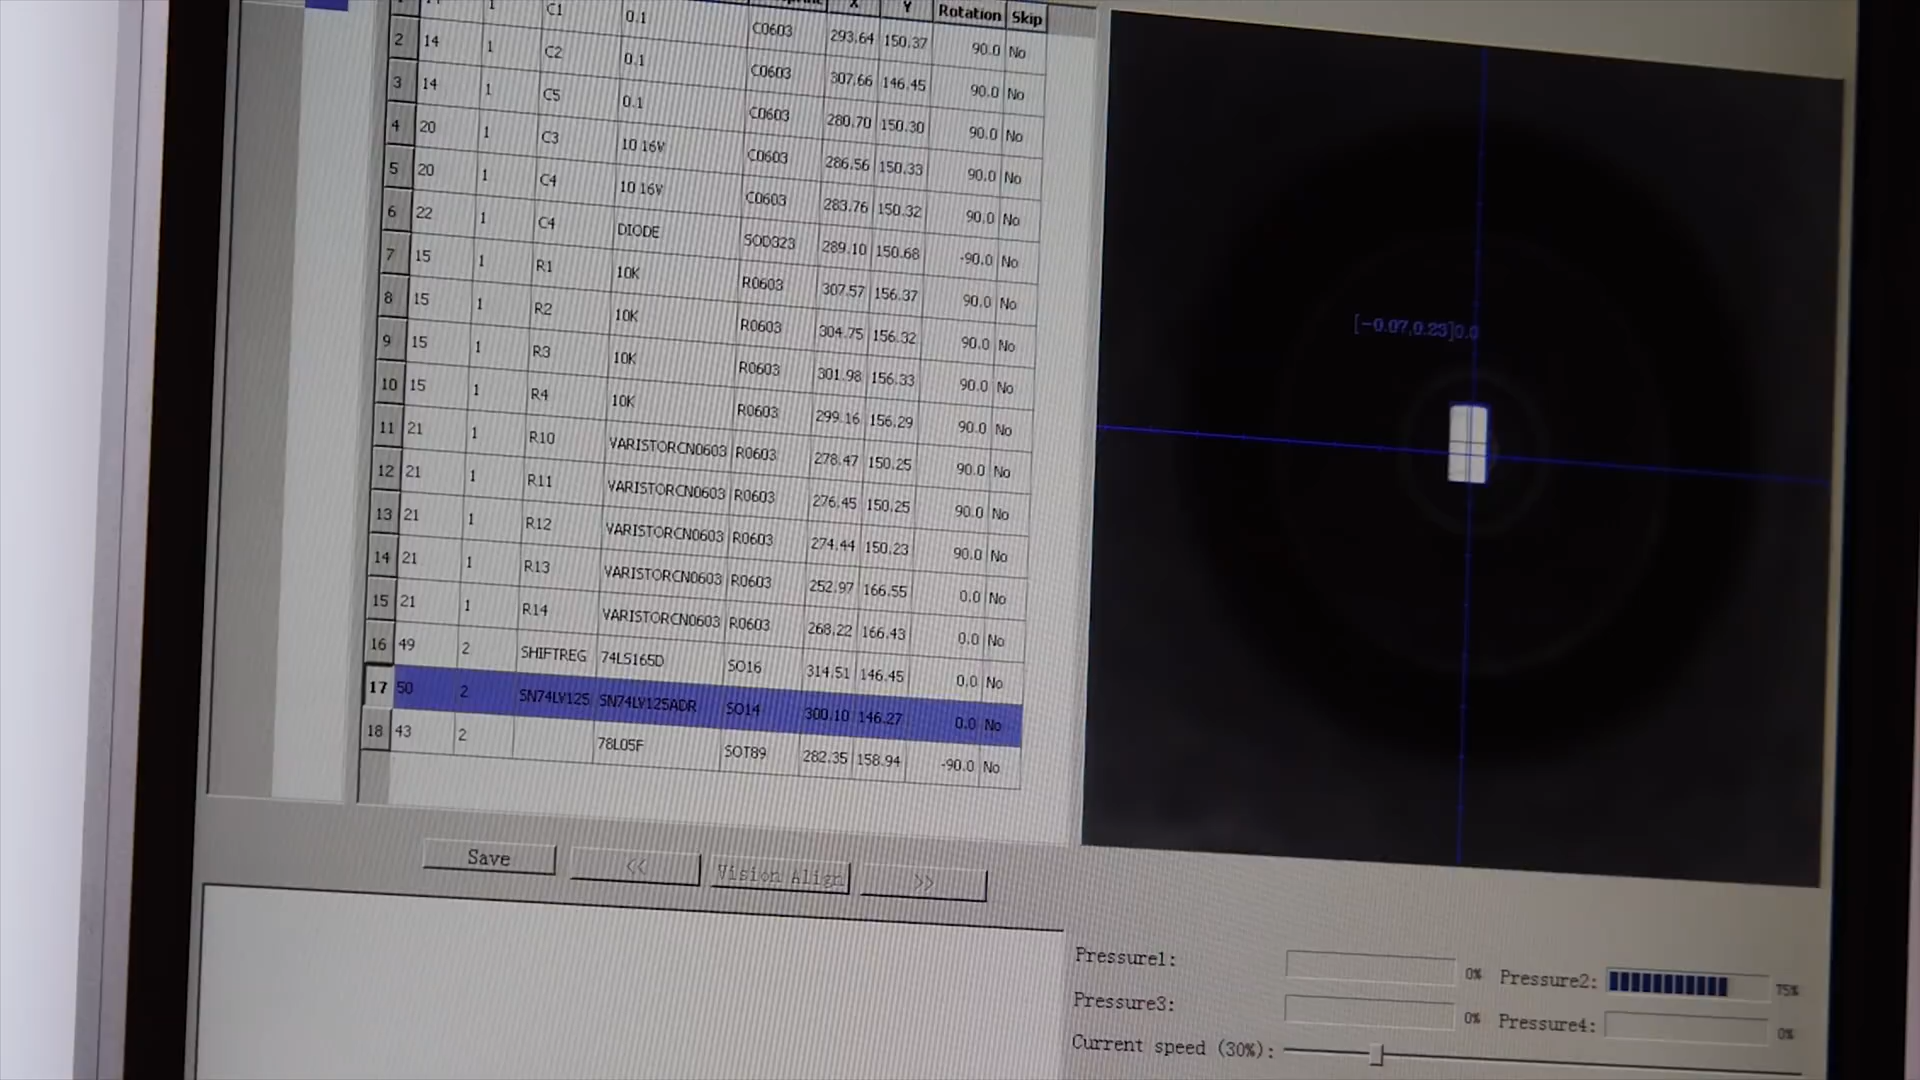 X Y Rotation Skip
1 14 1 C1 0.1 C0603 293.64 150.37 90.0 No
2 14 1 C2 0.1 C0603 307.66 146.45 90.0 No
3 14 1 C5 0.1 C0603 280.70 150.30 90.0 No
4 20 1 C3 10 16V C0603 286.56 150.33 90.0 No
5 20 1 C4 10 16V C0603 283.76 150.32 90.0 No
6 22 1 C4 DIODE SOD323 289.10 150.68 -90.0 No
7 15 1 R1 10K R0603 307.57 156.37 90.0 No
8 15 1 R2 10K R0603 304.75 156.32 90.0 No
9 15 1 R3 10K R0603 301.98 156.33 90.0 No
10 15 1 R4 10K R0603 299.16 156.29 90.0 No
11 21 1 R10 VARISTORCN0603 R0603 278.47 150.25 90.0 No
12 21 1 R11 VARISTORCN0603 R0603 276.45 150.25 90.0 No
13 21 1 R12 VARISTORCN0603 R0603 274.44 150.23 90.0 No
14 21 1 R13 VARISTORCN0603 R0603 252.97 166.55 0.0 No
15 21 1 R14 VARISTORCN0603 R0603 268.22 166.43 0.0 No
16 49 2 SHIFTREG 74LS165D SO16 314.51 146.45 0.0 No
17 50 2 SN74LV125 SN74LV125ADR SO14 300.10 146.27 0.0 No
18 43 2 78L05F SOT89 282.35 158.94 -90.0 No
[-0.07,0.23]0.0
Save << Vision Align >>
Pressure1: 0% Pressure2: 75%
Pressure3: 0% Pressure4: 0%
Current speed (30%):